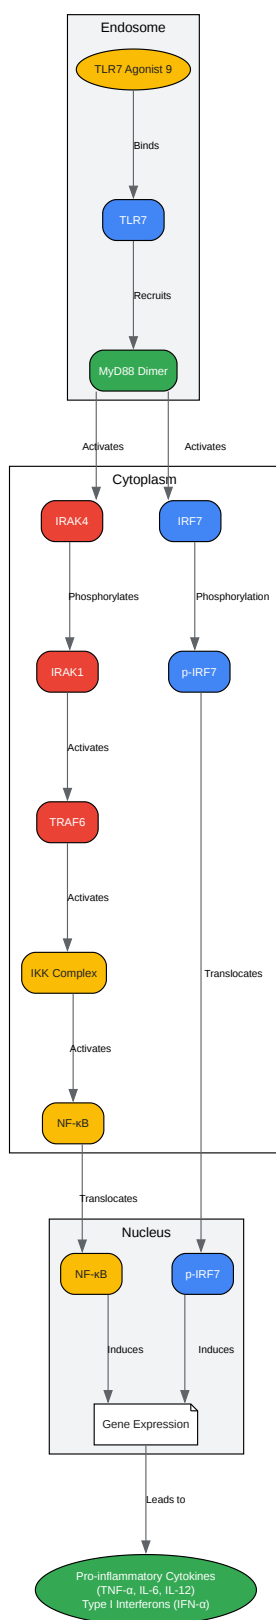 Endosome
TLR7 Agonist 9
Binds
TLR7
Recruits
MyD88 Dimer
Activates
Activates
Cytoplasm
IRAK4
IRF7
Phosphorylates
Phosphorylation
IRAK1
p-IRF7
Activates
TRAF6
Activates
Translocates
IKK Complex
Activates
NF-κB
Translocates
Nucleus
NF-κB
p-IRF7
Induces
Induces
Gene Expression
Leads to
Pro-inflammatory Cytokines
(TNF-α, IL-6, IL-12)
Type I Interferons (IFN-α)